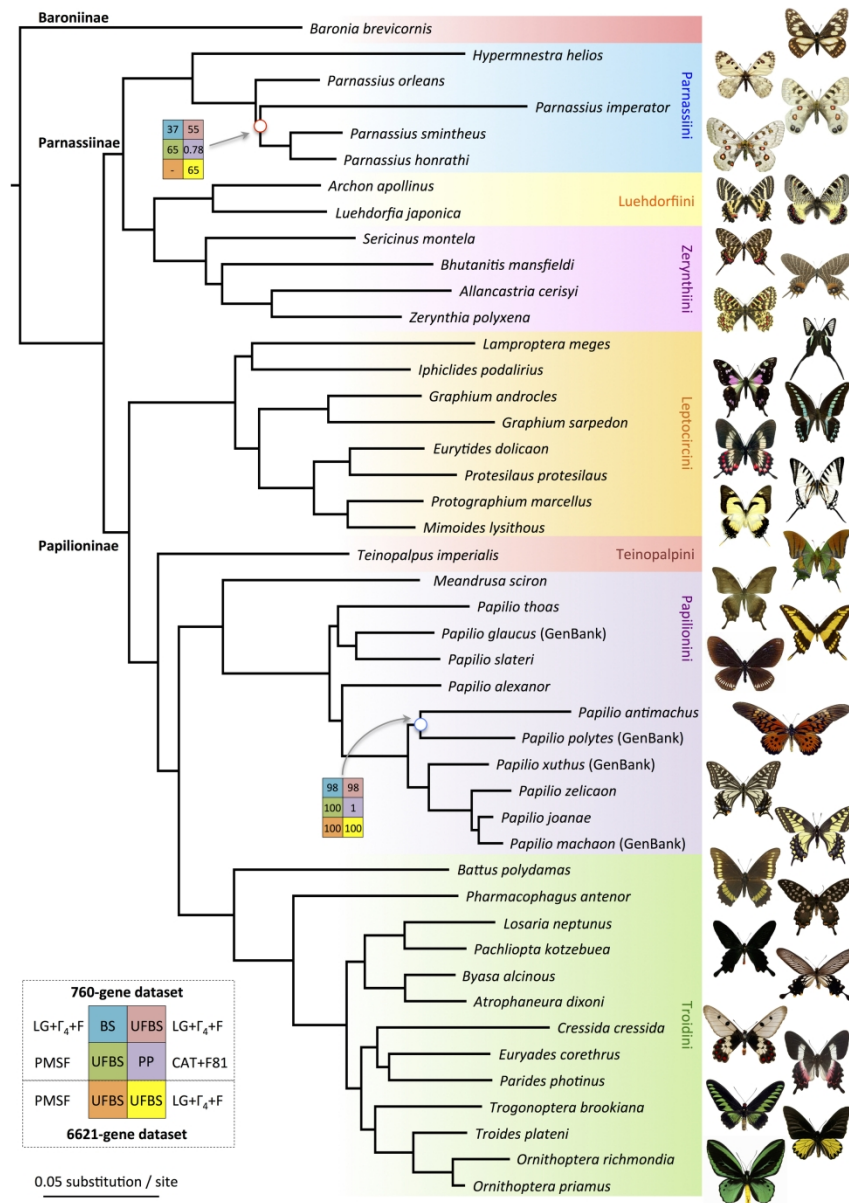 Baroniinae
Baronia brevicornis
Hypermnestra helios
Parnassius orleans
Parnassius imperator
37 55
65 0.78
- 65
Parnassiinae
Parnassius smintheus
Parnassius honrathi
Parnassiini
Archon apollinus
Luehdorfia japonica
Luehdorfiini
Sericinus montela
Bhutanitis mansfieldi
Allancastria cerisyi
Zerynthia polyxena
Zerynthiini
Lamproptera meges
Iphiclides podalirius
Graphium androcles
Graphium sarpedon
Eurytides dolicaon
Protesilaus protesilaus
Protographium marcellus
Mimoides lysithous
Leptocircini
Papilioninae
Teinopalpus imperialis
Teinopalpini
Meandrusa sciron
Papilio thoas
Papilio glaucus (GenBank)
Papilio slateri
Papilio alexanor
Papilio antimachus
Papilio polytes (GenBank)
Papilio xuthus (GenBank)
Papilio zelicaon
Papilio joanae
Papilio machaon (GenBank)
Papilionini
98 98
100 1
100 100
Battus polydamas
Pharmacophagus antenor
Losaria neptunus
Pachliopta kotzebuea
Byasa alcinous
Atrophaneura dixoni
Cressida cressida
Euryades corethrus
Parides photinus
Trogonoptera brookiana
Troides plateni
Ornithoptera richmondia
Ornithoptera priamus
Troidini
760-gene dataset
LG+Γ4+F BS UFBS LG+Γ4+F
PMSF UFBS PP CAT+F81
PMSF UFBS UFBS LG+Γ4+F
6621-gene dataset
0.05 substitution / site